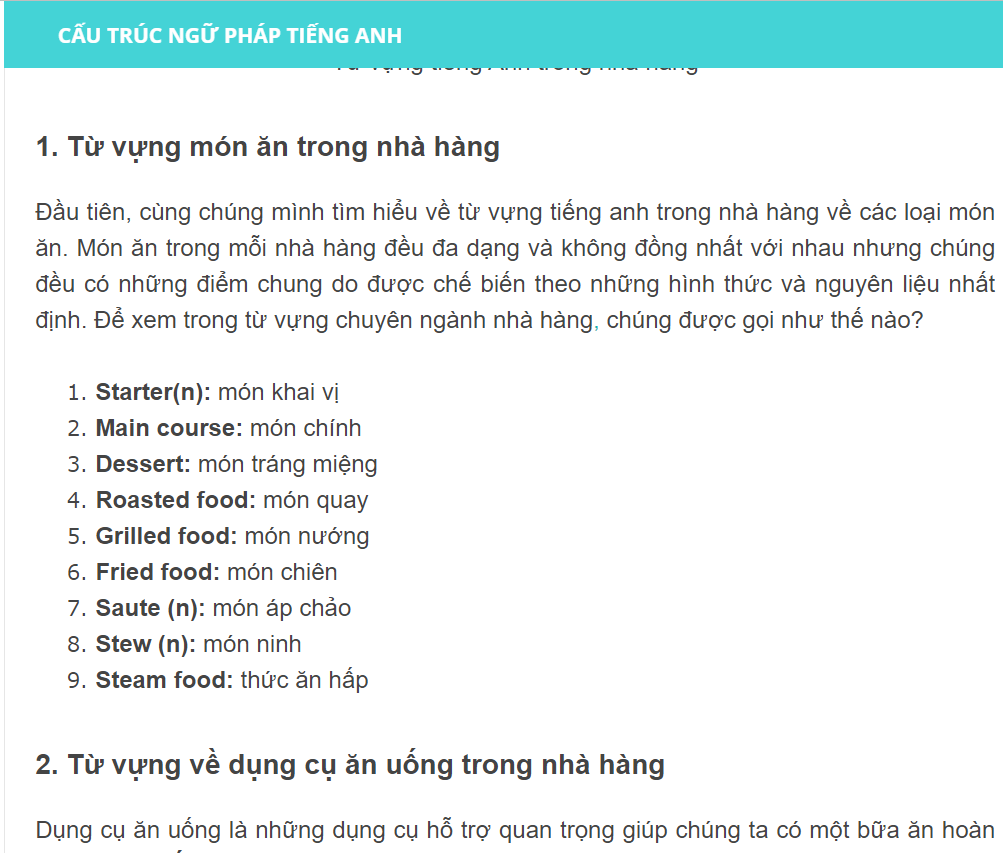 CẤU TRÚC NGỮ PHÁP TIẾNG ANH
1. Từ vựng món ăn trong nhà hàng
Đầu tiên, cùng chúng mình tìm hiểu về từ vựng tiếng anh trong nhà hàng về các loại món
ăn. Món ăn trong mỗi nhà hàng đều đa dạng và không đồng nhất với nhau nhưng chúng
đều có những điểm chung do được chế biến theo những hình thức và nguyên liệu nhất
định. Để xem trong từ vựng chuyên ngành nhà hàng, chúng được gọi như thế nào?
1. Starter(n): món khai vị
2. Main course: món chính
3. Dessert: món tráng miệng
4. Roasted food: món quay
5. Grilled food: món nướng
6. Fried food: món chiên
7. Saute (n): món áp chảo
8. Stew (n): món ninh
9. Steam food: thức ăn hấp
2. Từ vựng về dụng cụ ăn uống trong nhà hàng
Dụng cụ ăn uống là những dụng cụ hỗ trợ quan trọng giúp chúng ta có một bữa ăn hoàn